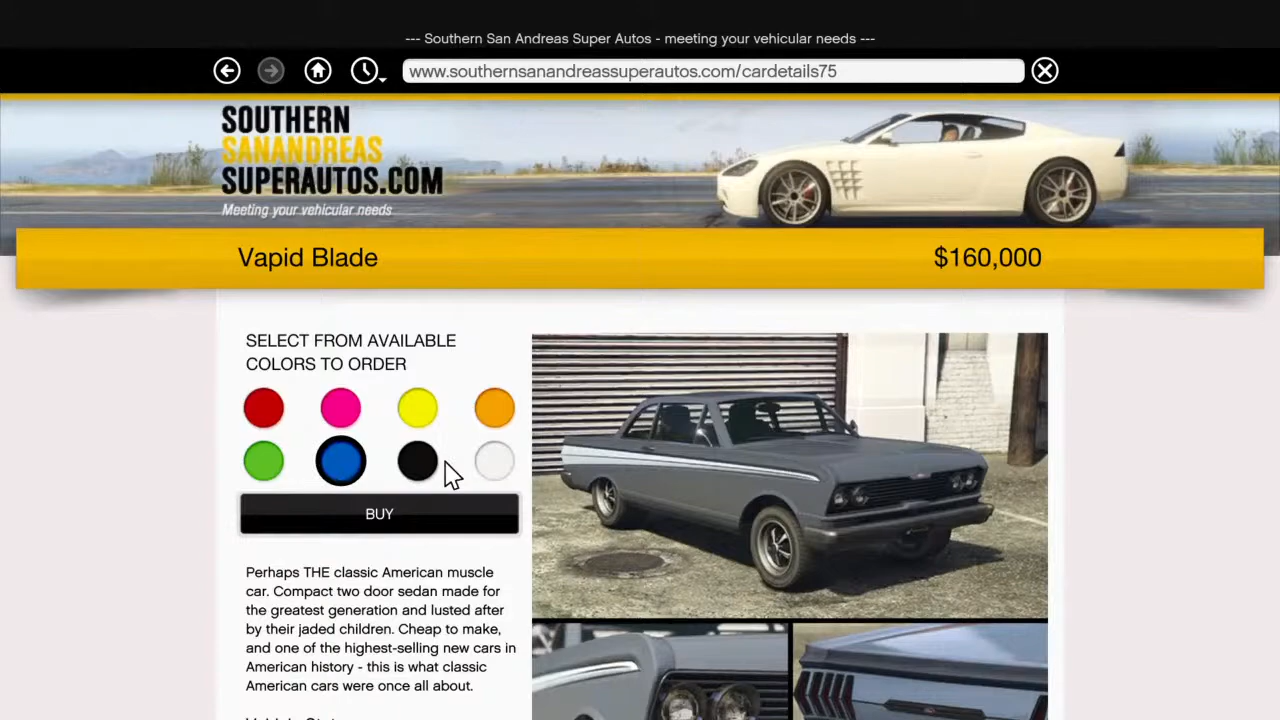 --- Southern San Andreas Super Autos - meeting your vehicular needs ---
www.southernsanandreassuperautos.com/cardetails75
SOUTHERN
SANANDREAS
SUPERAUTOS.COM
Meeting your vehicular needs
Vapid Blade
$160,000
SELECT FROM AVAILABLE
COLORS TO ORDER
BUY
Perhaps THE classic American muscle
car. Compact two door sedan made for
the greatest generation and lusted after
by their jaded children. Cheap to make,
and one of the highest-selling new cars in
American history - this is what classic
American cars were once all about.